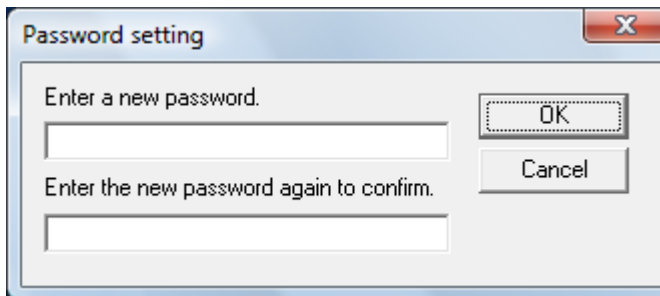 Password setting
Enter a new password.
OK
Cancel
Enter the new password again to confirm.